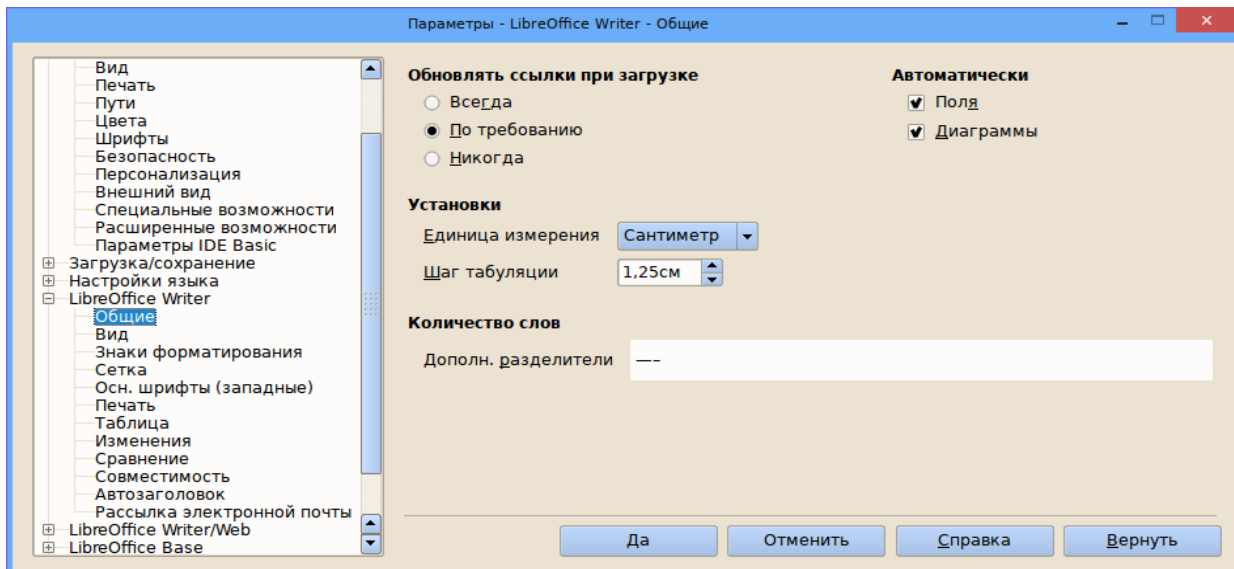 Параметры - LibreOffice Writer - Общие
Вид
Печать
Пути
Цвета
Шрифты
Безопасность
Персонализация
Внешний вид
Специальные возможности
Расширенные возможности
Параметры IDE Basic
Загрузка/сохранение
Настройки языка
LibreOffice Writer
Общие
Вид
Знаки форматирования
Сетка
Осн. шрифты (западные)
Печать
Таблица
Изменения
Сравнение
Совместимость
Автозаголовок
Рассылка электронной почты
LibreOffice Writer/Web
LibreOffice Base
Обновлять ссылки при загрузке
Всегда
По требованию
Никогда
Автоматически
Поля
Диаграммы
Установки
Единица измерения Сантиметр
Шаг табуляции 1,25см
Количество слов
Дополн. разделители —–
Да Отменить Справка Вернуть